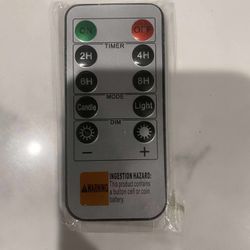 ON OFF
TIMER
2H 4H
6H 8H
MODE
Candle Light
DIM
- +
INGESTION HAZARD:
WARNING This product contains
a button cell or coin
battery.